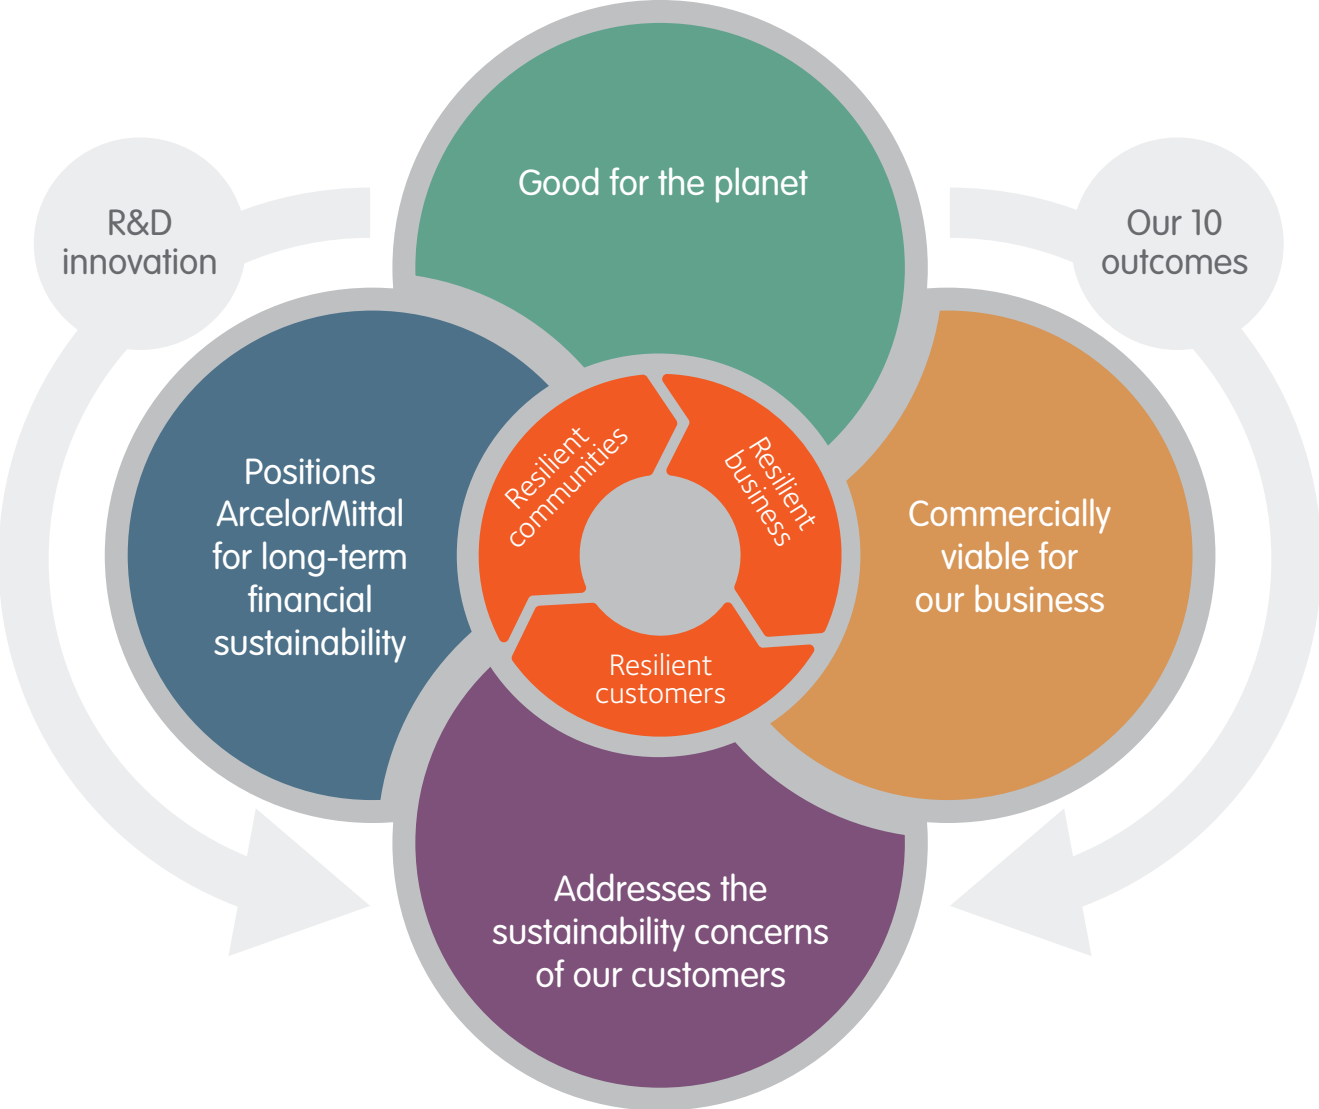 Good for the planet
R&D
innovation
Our 10
outcomes
Positions
ArcelorMittal
for long-term
financial
sustainability
Resilient
communities
Resilient
business
Resilient
customers
Commercially
viable for
our business
Addresses the
sustainability concerns
of our customers